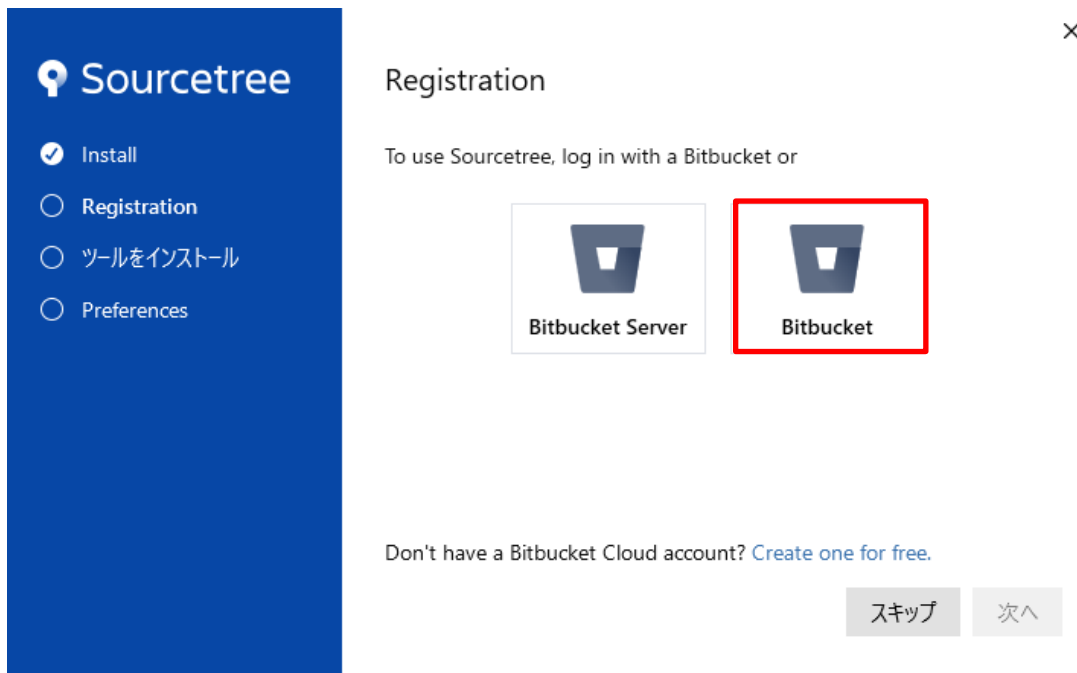 Sourcetree
Install
Registration
ツールをインストール
Preferences
Registration
To use Sourcetree, log in with a Bitbucket or
Bitbucket Server
Bitbucket
Don't have a Bitbucket Cloud account? Create one for free.
スキップ
次へ